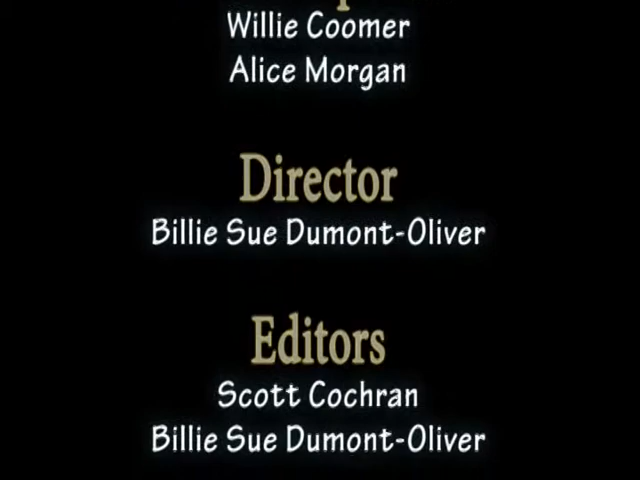 Willie Coomer
Alice Morgan
Director
Billie Sue Dumont-Oliver
Editors
Scott Cochran
Billie Sue Dumont-Oliver